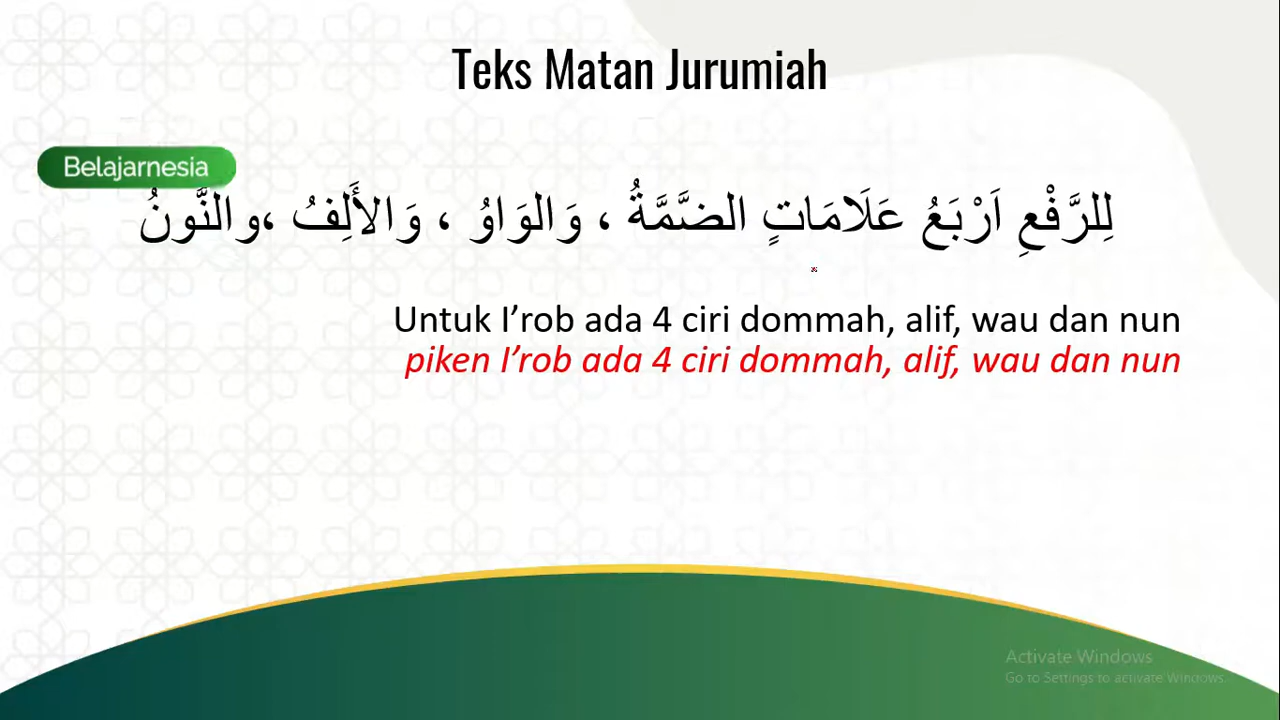 Teks Matan Jurumiah
Belajarnesia
لِلرَّفْعِ اَرْبَعُ عَلَامَاتٍ الضَّمَّةُ ، وَالوَاوُ ، وَالأَلِفُ ،والنَّونُ
Untuk I’rob ada 4 ciri dommah, alif, wau dan nun
piken I’rob ada 4 ciri dommah, alif, wau dan nun
Activate Windows
Go to Settings to activate Windows.